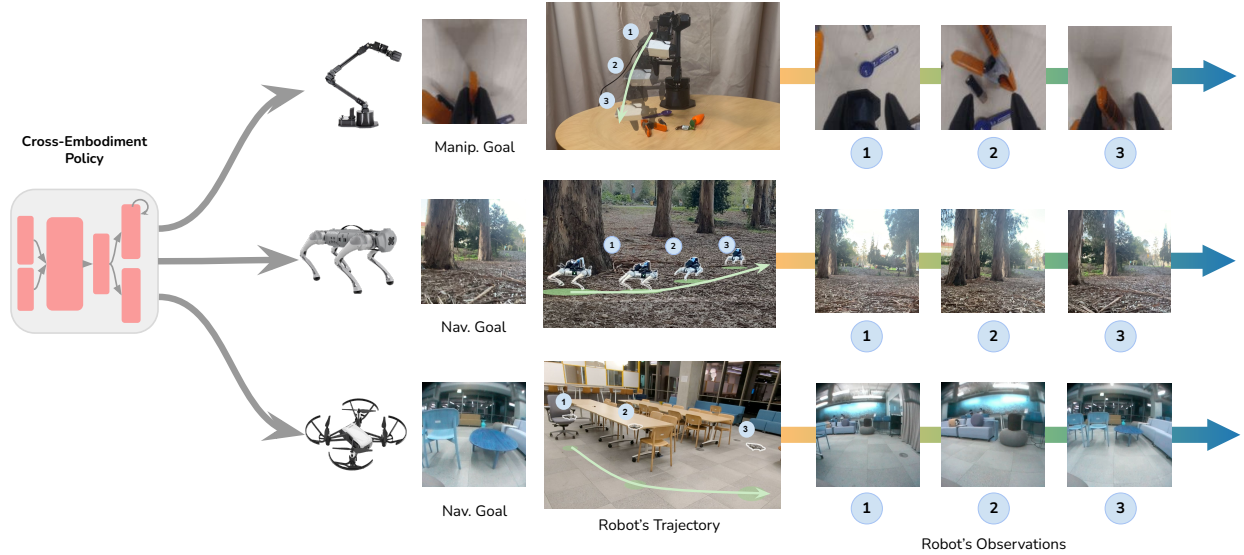 Cross-Embodiment
Policy
Manip. Goal
1
2
3
1
2
3
Nav. Goal
1
2
3
1
2
3
Nav. Goal
1
2
3
Robot's Trajectory
1
2
3
Robot's Observations